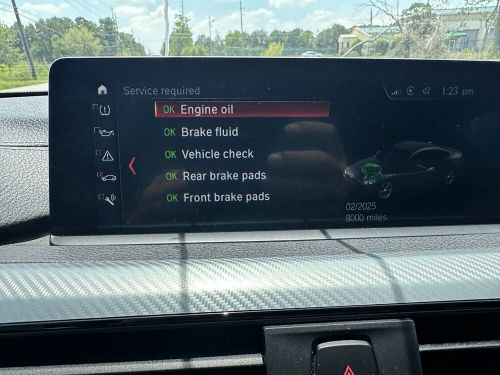 Service required
1:23 pm
OK Engine oil
OK Brake fluid
OK Vehicle check
OK Rear brake pads
OK Front brake pads
02/2025
8000 miles